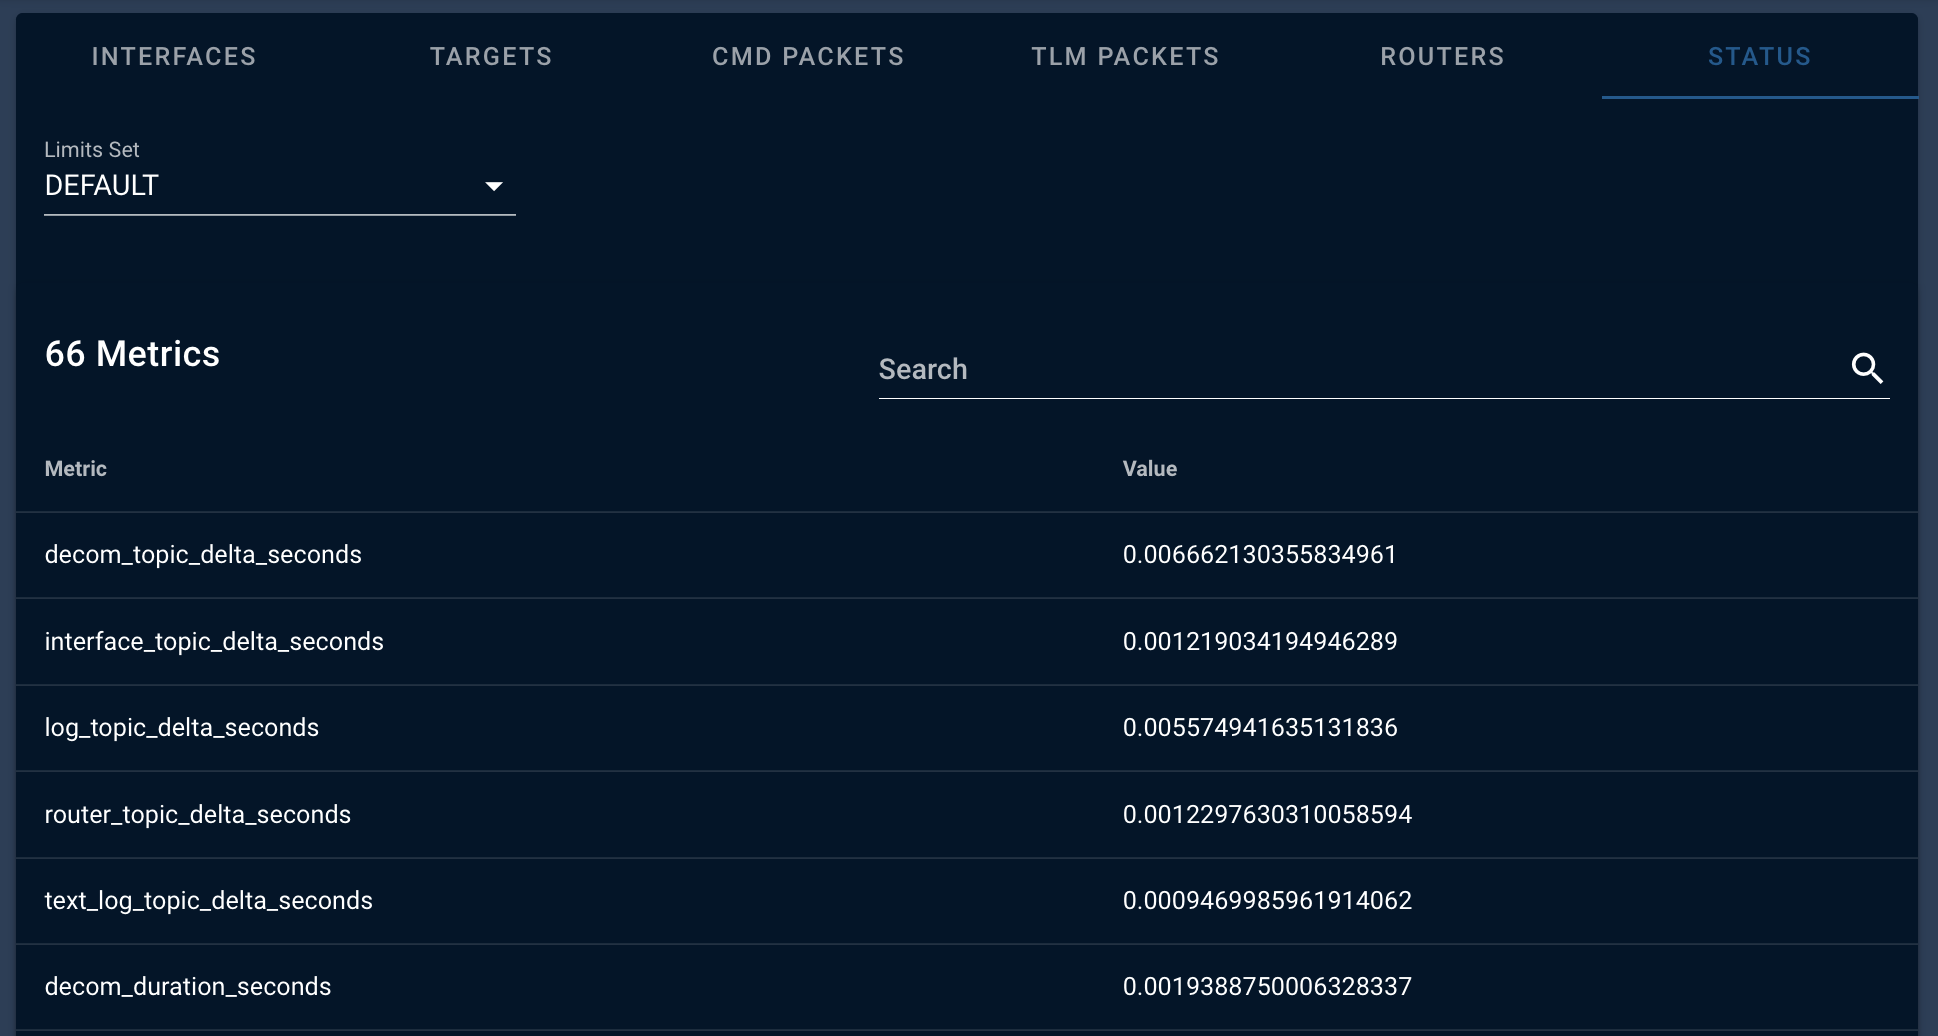 INTERFACES TARGETS CMD PACKETS TLM PACKETS ROUTERS STATUS
Limits Set
DEFAULT
66 Metrics
Search
Metric Value
decom_topic_delta_seconds 0.006662130355834961
interface_topic_delta_seconds 0.001219034194946289
log_topic_delta_seconds 0.005574941635131836
router_topic_delta_seconds 0.0012297630310058594
text_log_topic_delta_seconds 0.0009469985961914062
decom_duration_seconds 0.0019388750006328337